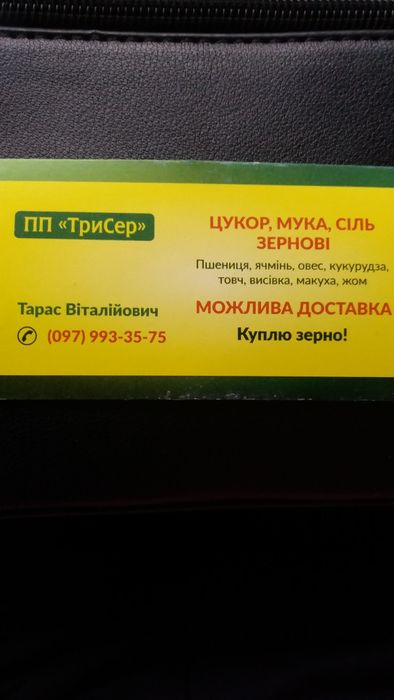 ПП «ТриСер»
ЦУКОР, МУКА, СІЛЬ
ЗЕРНОВІ
Пшениця, ячмінь, овес, кукурудза,
товч, висівка, макуха, жом
Тарас Віталійович
(097) 993-35-75
МОЖЛИВА ДОСТАВКА
Куплю зерно!